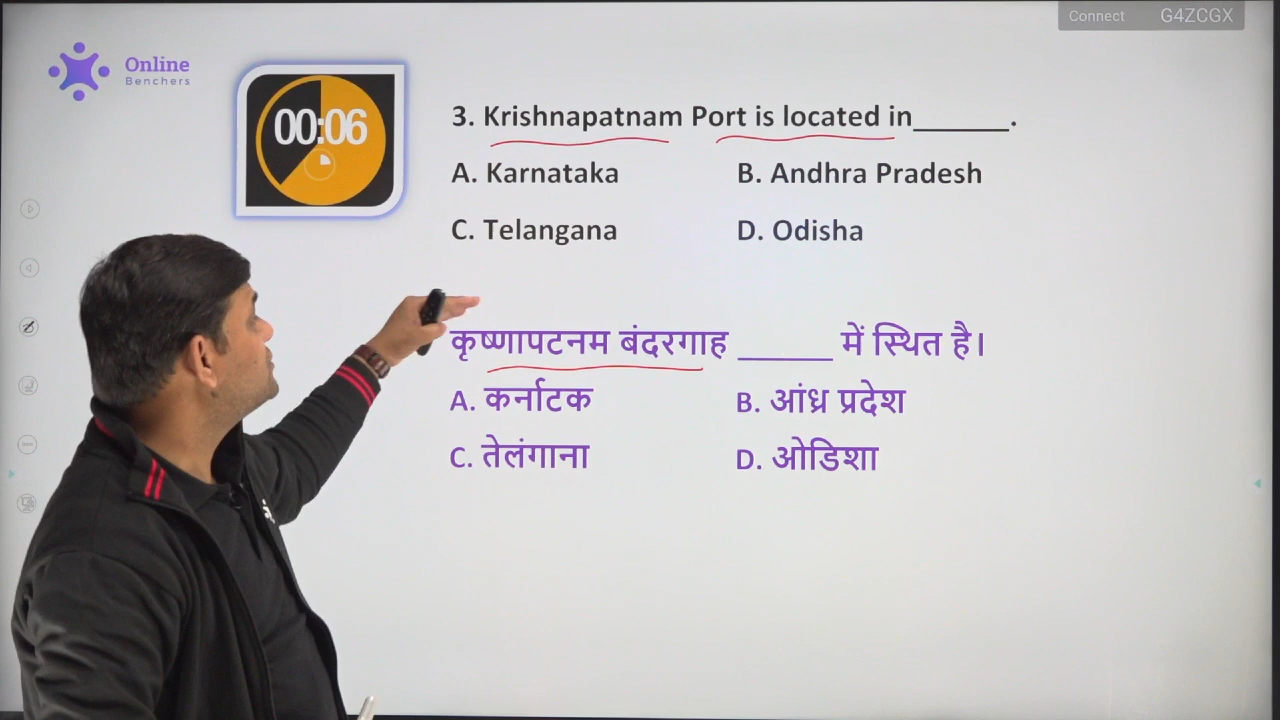 Connect G4ZCGX
Online
Benchers
00:06
3. Krishnapatnam Port is located in______.
A. Karnataka B. Andhra Pradesh
C. Telangana D. Odisha
कृष्णापटनम बंदरगाह ______ में स्थित है।
A. कर्नाटक B. आंध्र प्रदेश
C. तेलंगाना D. ओडिशा